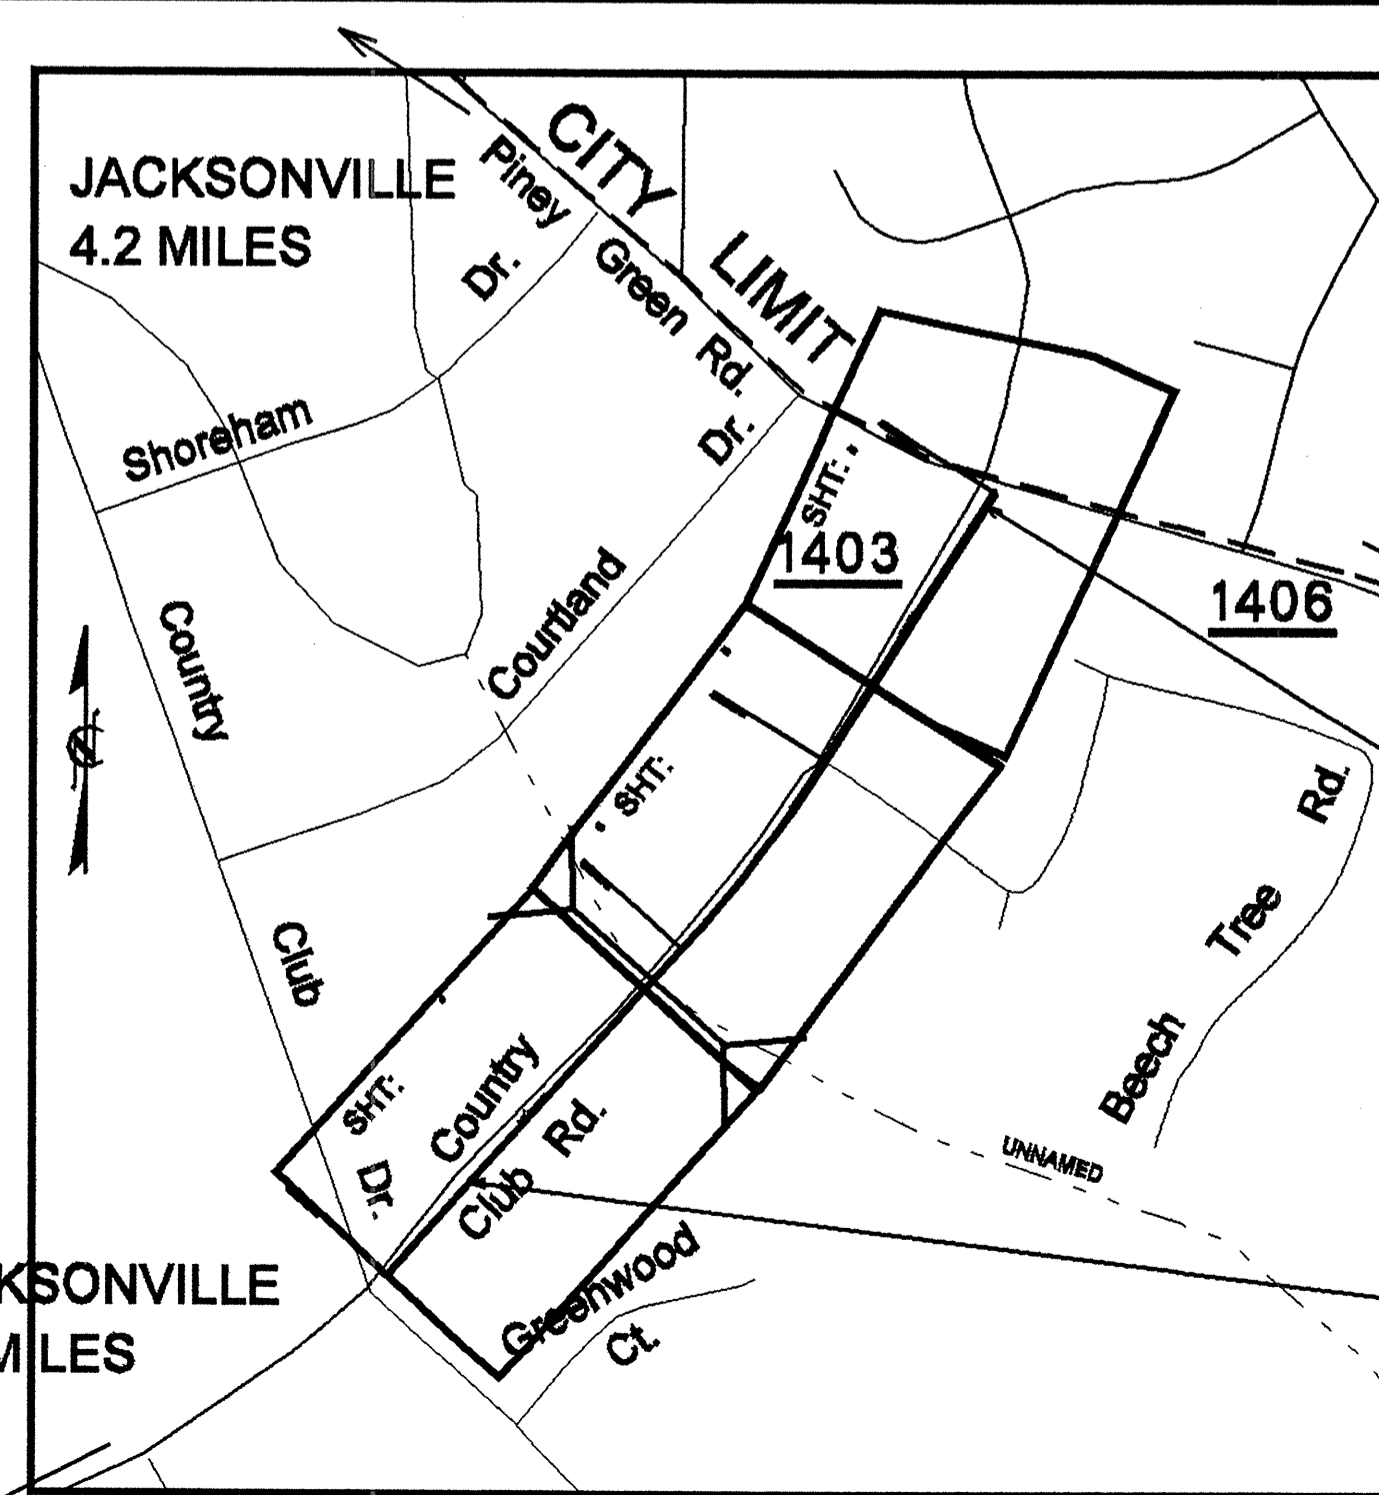 JACKSONVILLE
4.2 MILES
CITY LIMIT
Piney Green Rd.
Shoreham Dr.
Courtland Dr.
SHT:
1403
1406
SHT:
Country Club Dr.
SHT:
Country Club Rd.
Beech Tree Rd.
UNNAMED
Greenwood Ct.
KSONVILLE
MILES